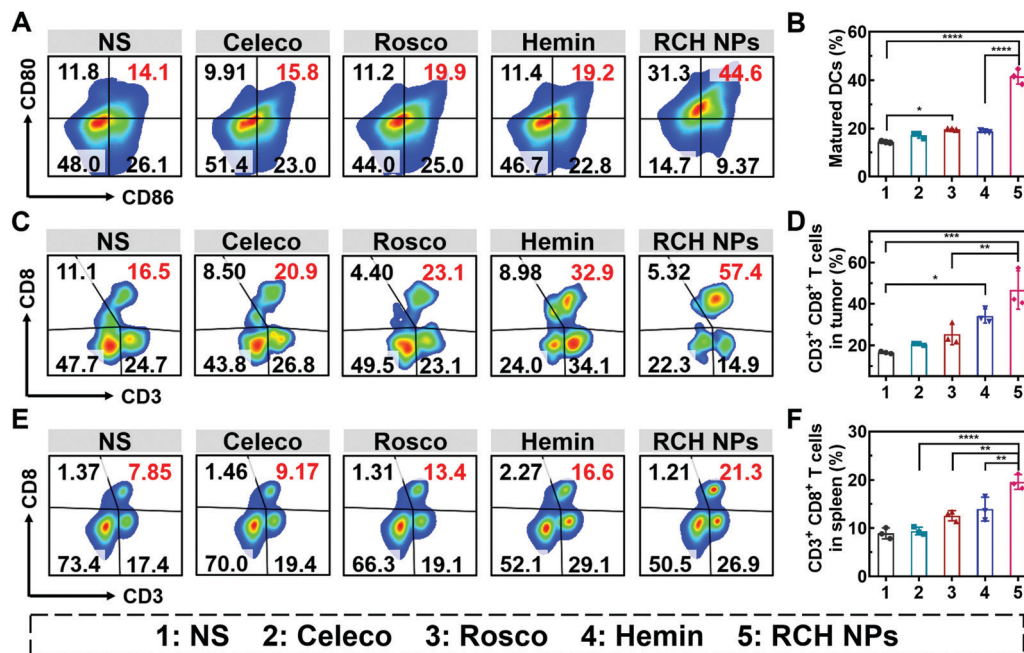 A
NS Celeco Rosco Hemin RCH NPs
CD80
11.8 14.1 9.91 15.8 11.2 19.9 11.4 19.2 31.3 44.6
48.0 26.1 51.4 23.0 44.0 25.0 46.7 22.8 14.7 9.37
CD86
B
Matured DCs (%)
60
40
20
0
* **** ****
1 2 3 4 5
C
NS Celeco Rosco Hemin RCH NPs
CD8
11.1 16.5 8.50 20.9 4.40 23.1 8.98 32.9 5.32 57.4
47.7 24.7 43.8 26.8 49.5 23.1 24.0 34.1 22.3 14.9
CD3
D
CD3+ CD8+ T cells
in tumor (%)
60
40
20
*** ** *
1 2 3 4 5
E
NS Celeco Rosco Hemin RCH NPs
CD8
1.37 7.85 1.46 9.17 1.31 13.4 2.27 16.6 1.21 21.3
73.4 17.4 70.0 19.4 66.3 19.1 52.1 29.1 50.5 26.9
CD3
F
CD3+ CD8+ T cells
in spleen (%)
30
20
10
0
**** ** **
1 2 3 4 5
1: NS 2: Celeco 3: Rosco 4: Hemin 5: RCH NPs